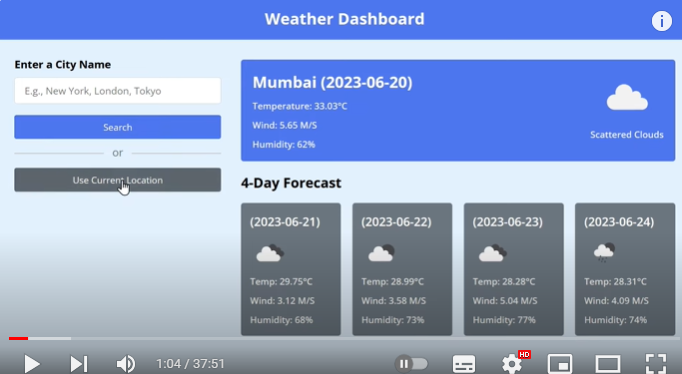 Weather Dashboard
i
Enter a City Name
E.g., New York, London, Tokyo
Search
or
Use Current Location
Mumbai (2023-06-20)
Temperature: 33.03°C
Wind: 5.65 M/S
Humidity: 62%
Scattered Clouds
4-Day Forecast
(2023-06-21)
Temp: 29.75°C
Wind: 3.12 M/S
Humidity: 68%
(2023-06-22)
Temp: 28.99°C
Wind: 3.58 M/S
Humidity: 73%
(2023-06-23)
Temp: 28.28°C
Wind: 5.04 M/S
Humidity: 77%
(2023-06-24)
Temp: 28.31°C
Wind: 4.09 M/S
Humidity: 74%
1:04 / 37:51
HD